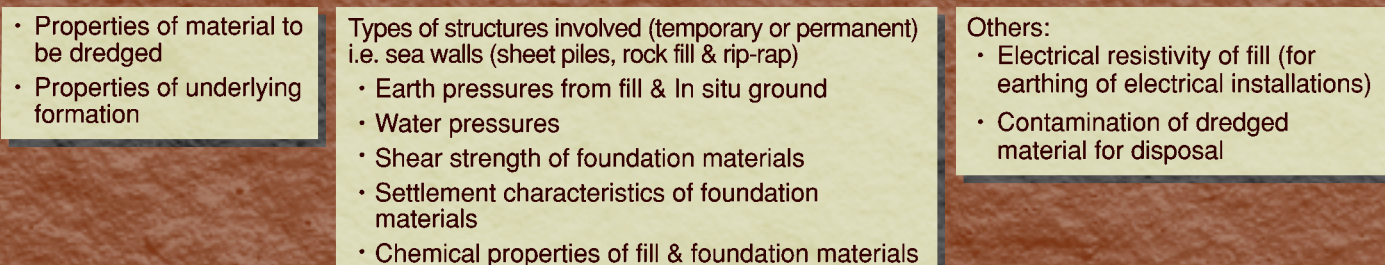 · Properties of material to
be dredged
· Properties of underlying
formation
Types of structures involved (temporary or permanent)
i.e. sea walls (sheet piles, rock fill & rip-rap)
· Earth pressures from fill & In situ ground
· Water pressures
· Shear strength of foundation materials
· Settlement characteristics of foundation
materials
· Chemical properties of fill & foundation materials
Others:
· Electrical resistivity of fill (for
earthing of electrical installations)
· Contamination of dredged
material for disposal